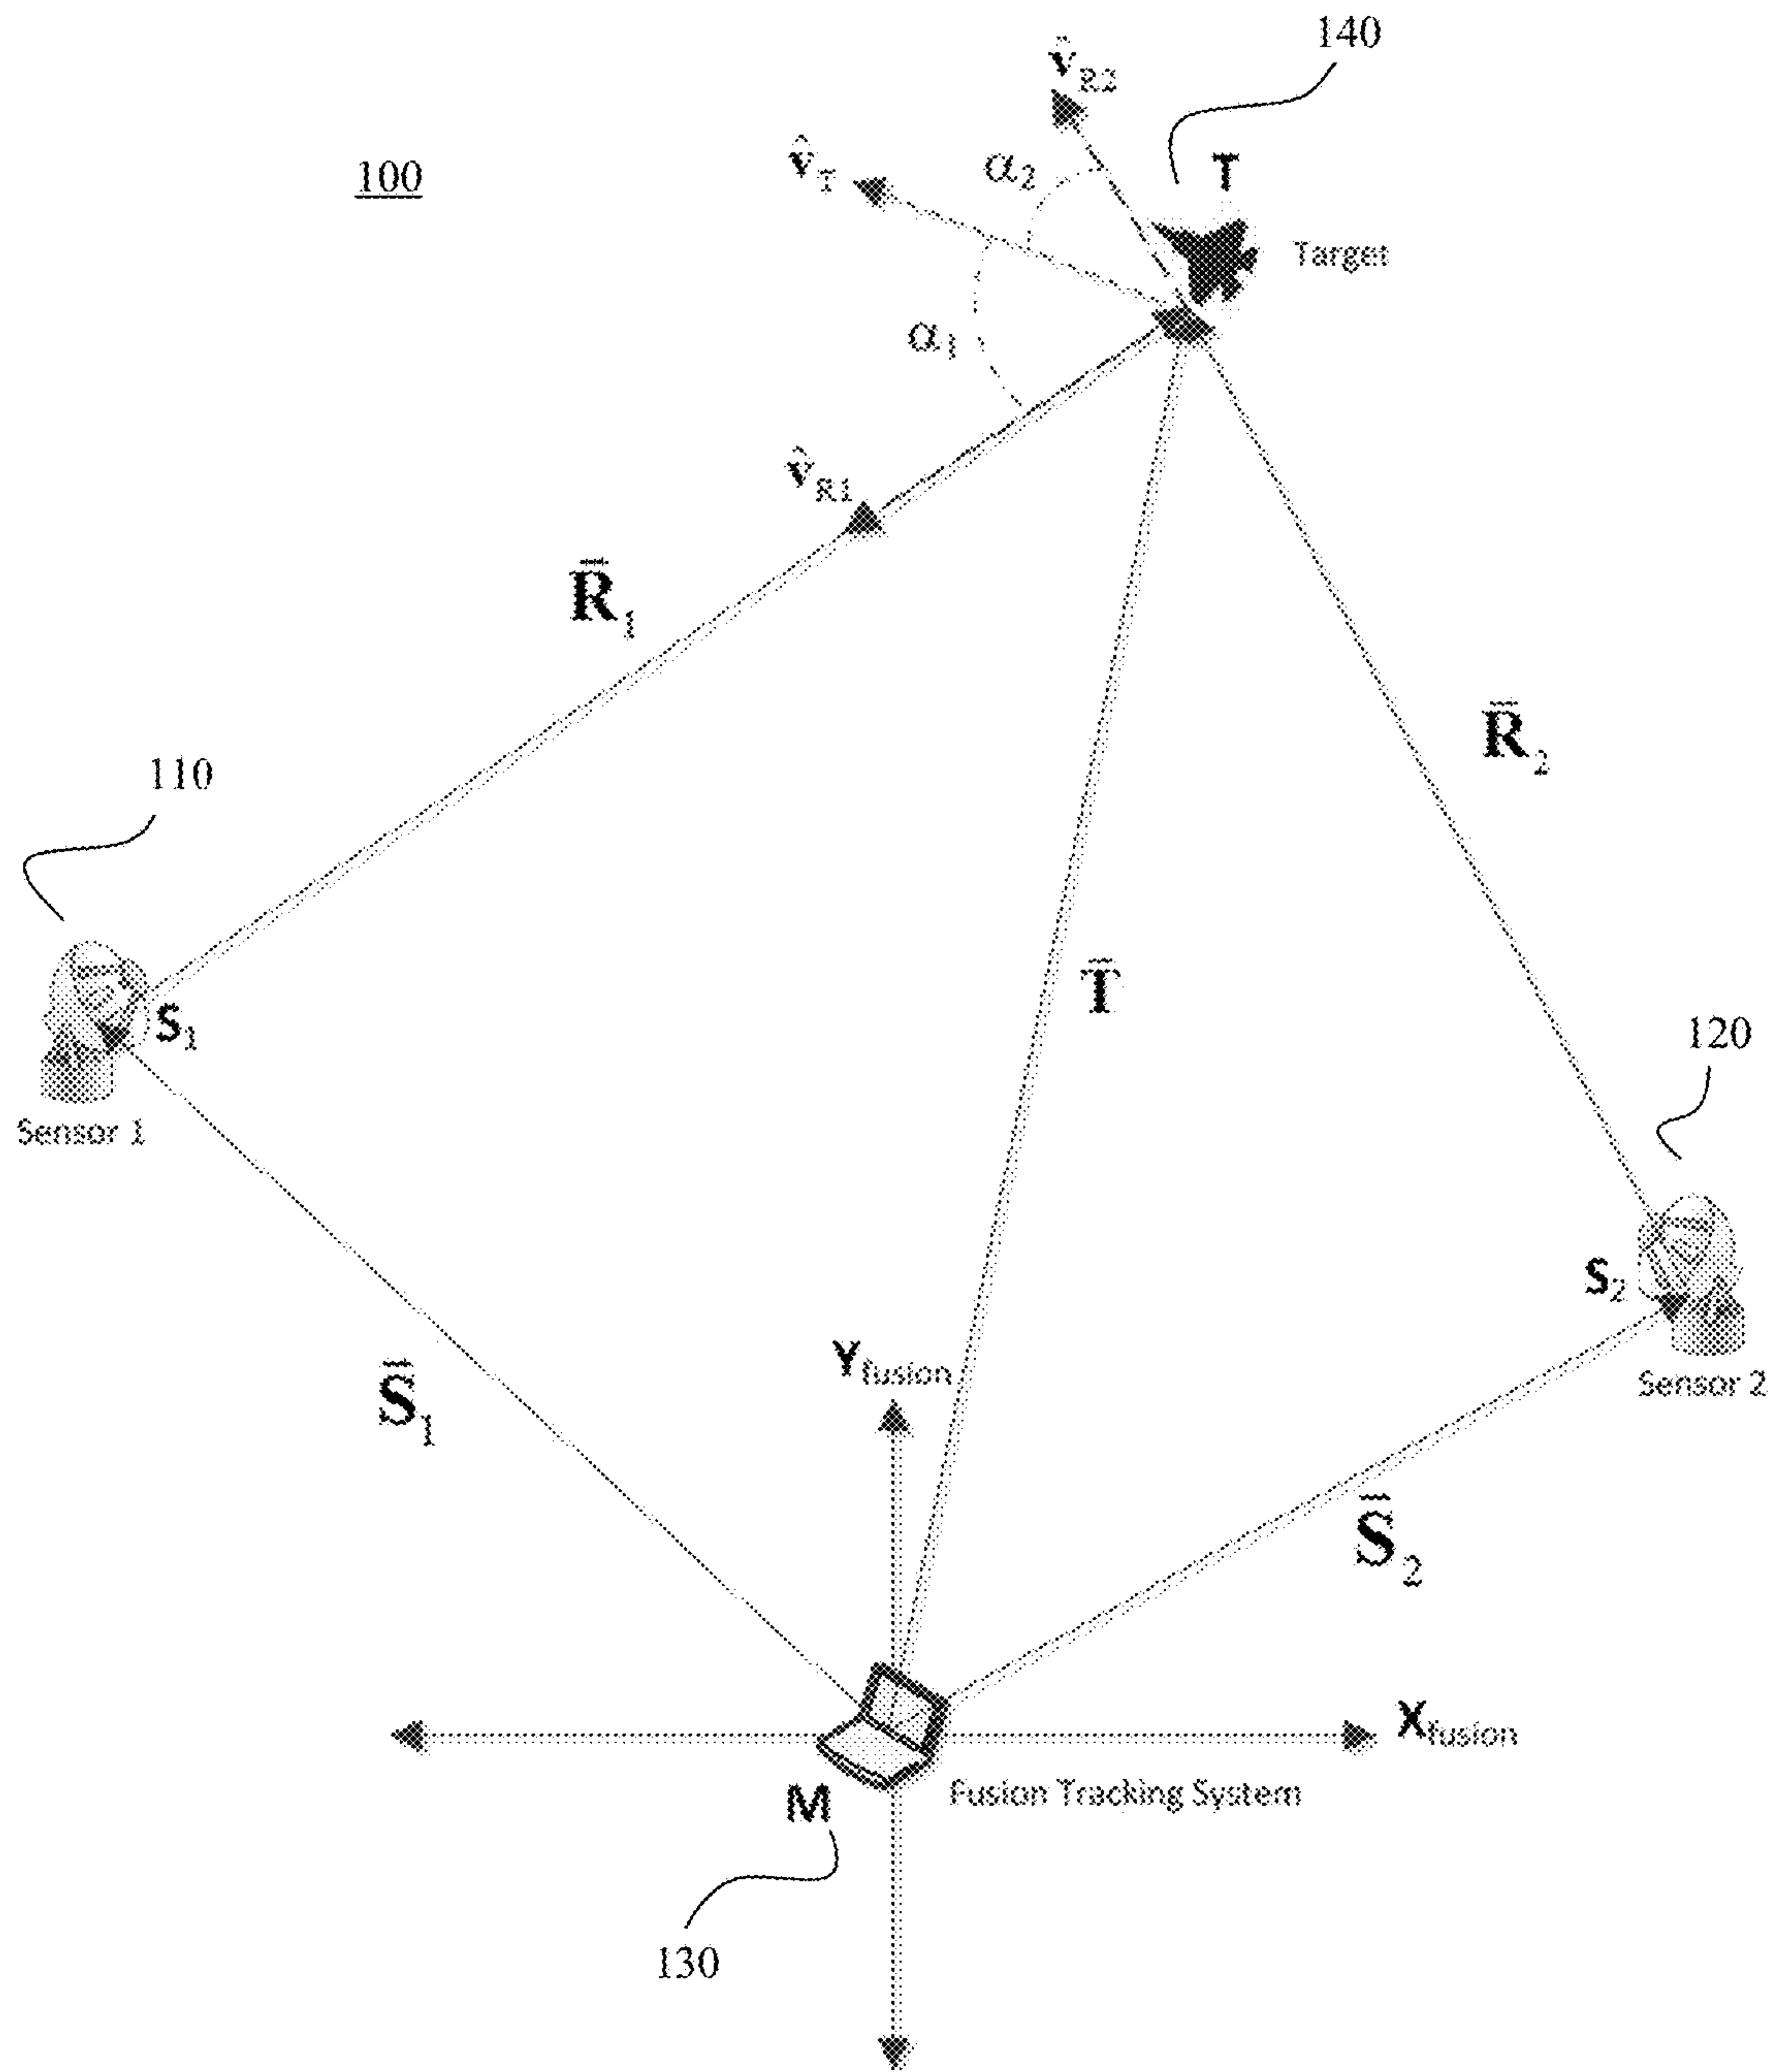 140
v̂R2
100
v̂T
α2
T
Target
α1
v̂R1
R̄1
R̄2
110
S1
T̄
120
Sensor 1
S2
Yfusion
Sensor 2
S̄1
S̄2
Xfusion
Fusion Tracking System
M
130